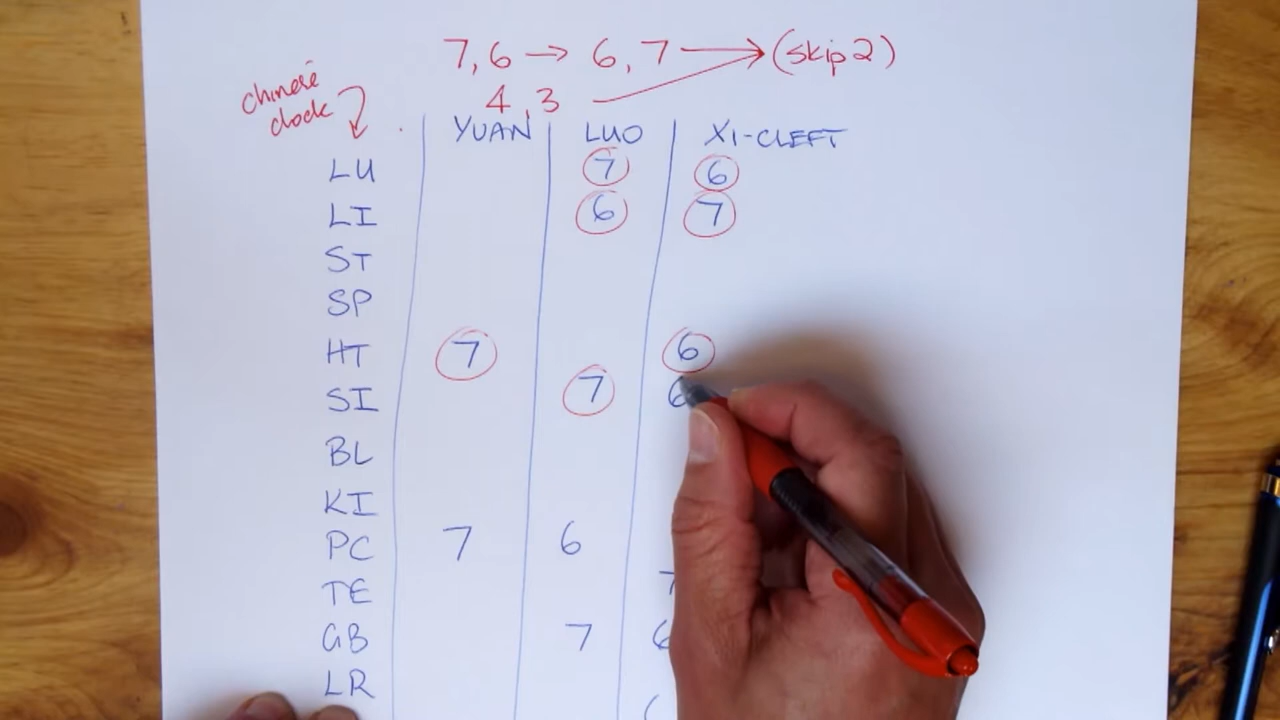 7, 6 → 6, 7 → (skip 2)
4, 3
chinese
clock
YUAN LUO XI-CLEFT
LU 7 6
LI 6 7
ST
SP
HT 7 6
SI 7 6
BL
KI
PC 7 6
TE 7
GB 7 6
LR